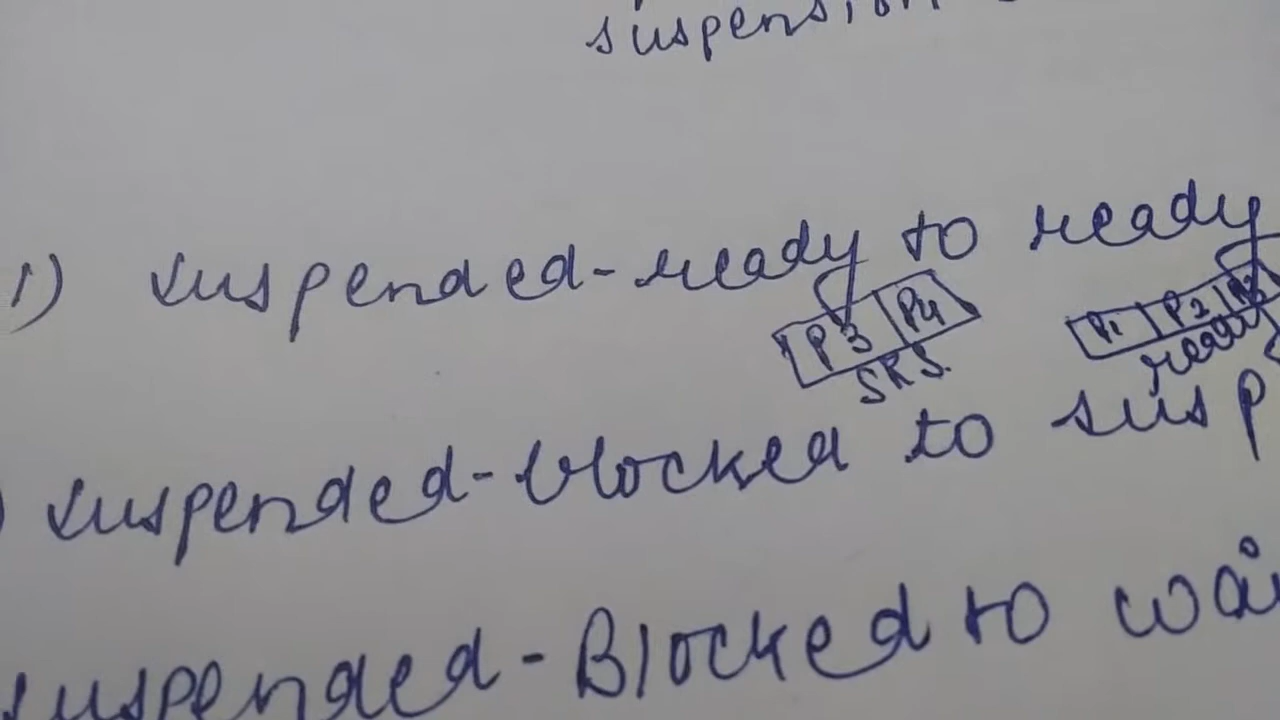 suspension
1) suspended-ready to ready
P3 P4
SRS.
P1 P2
ready
suspended-blocked to susp
suspended-Blocked to wai